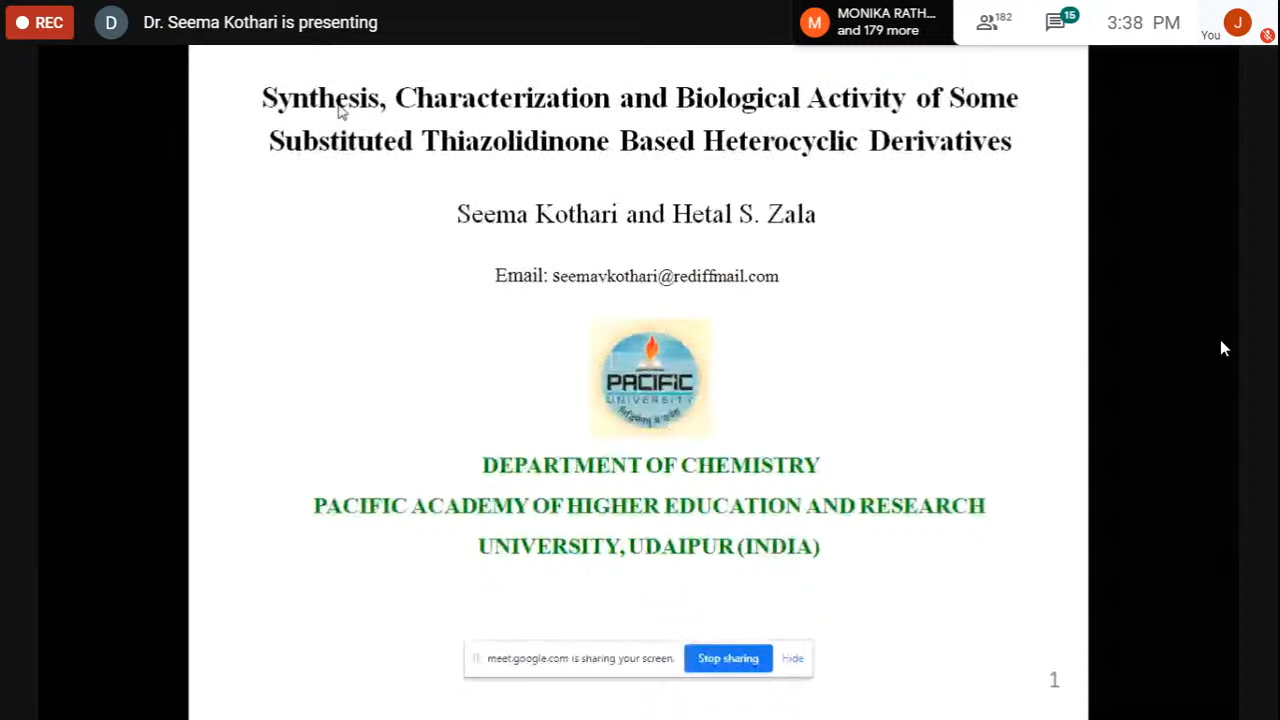 REC
D
Dr. Seema Kothari is presenting
M
MONIKA RATH...
and 179 more
182
15
3:38 PM
You
J
Synthesis, Characterization and Biological Activity of Some
Substituted Thiazolidinone Based Heterocyclic Derivatives
Seema Kothari and Hetal S. Zala
Email: seemavkothari@rediffmail.com
PACIFIC
UNIVERSITY
DEPARTMENT OF CHEMISTRY
PACIFIC ACADEMY OF HIGHER EDUCATION AND RESEARCH
UNIVERSITY, UDAIPUR (INDIA)
meet.google.com is sharing your screen.
Stop sharing
Hide
1